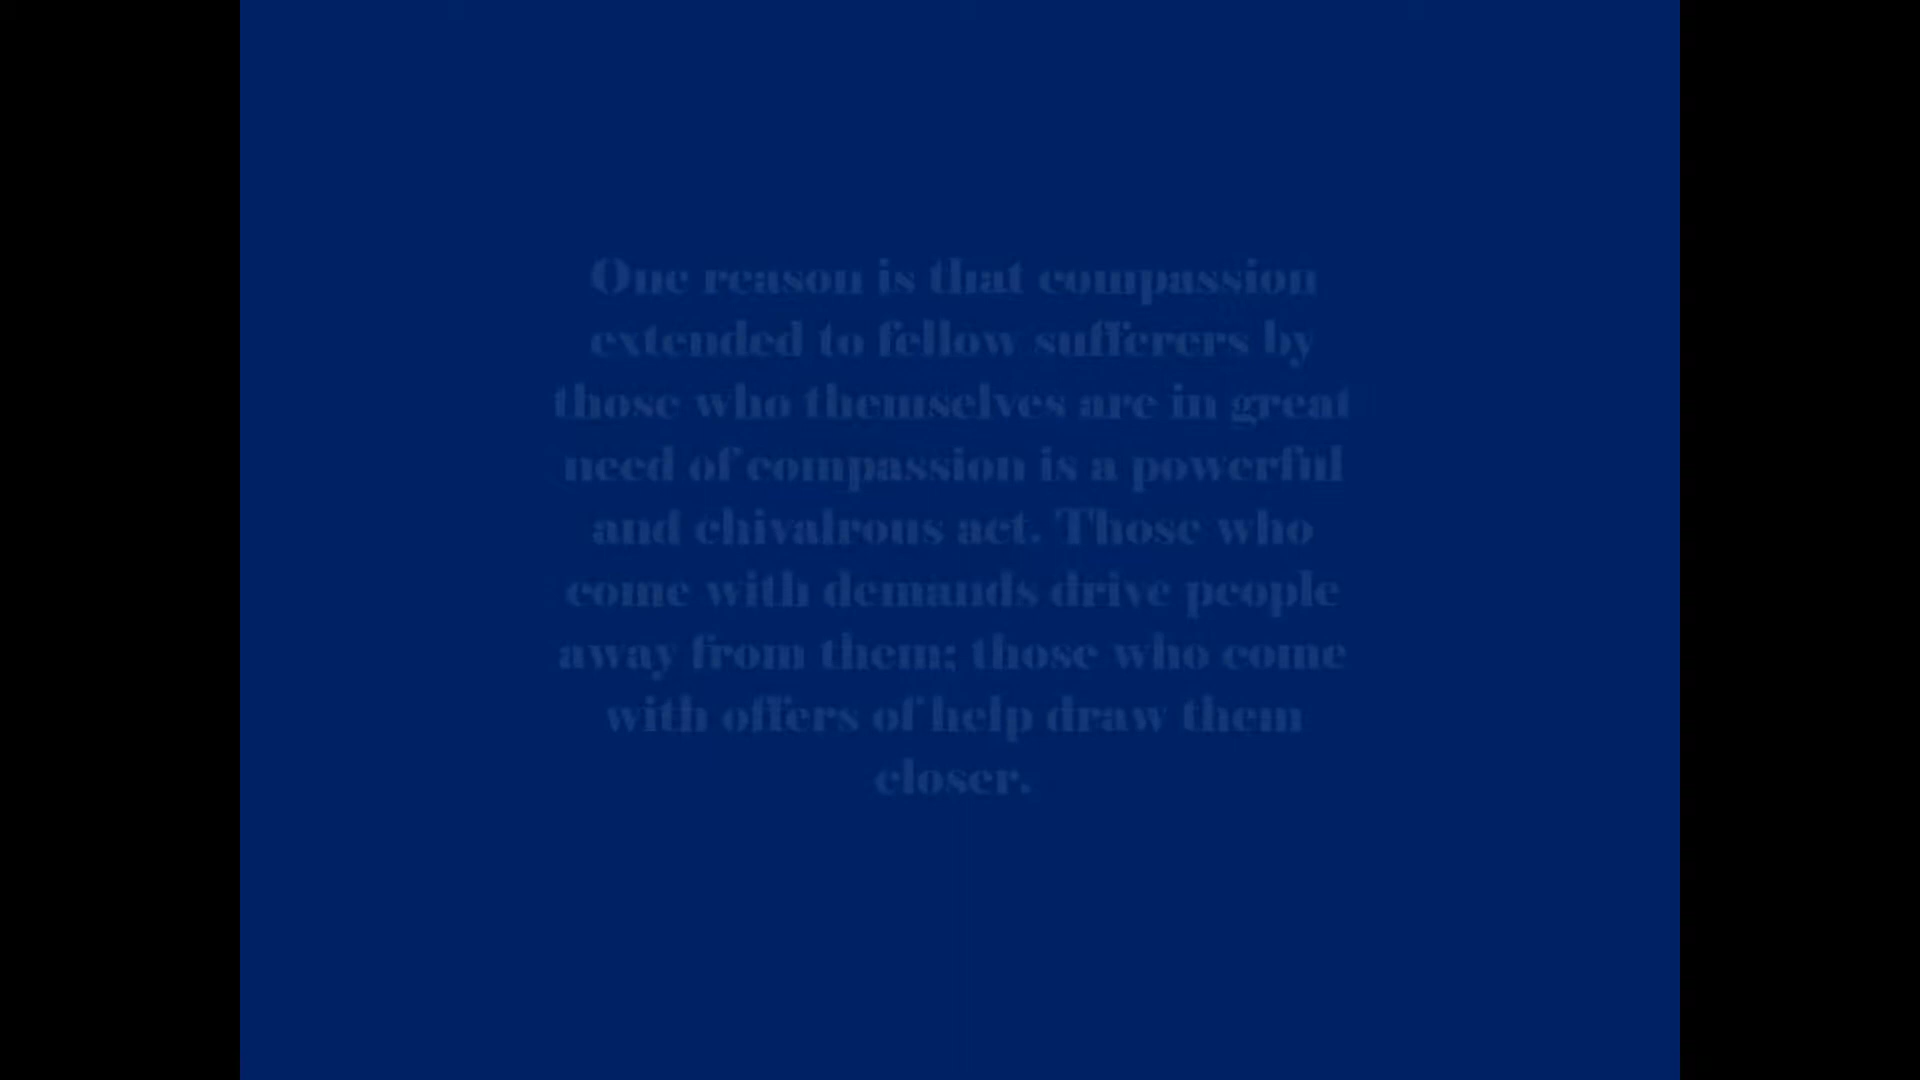 One reason is that compassion
extended to fellow sufferers by
those who themselves are in great
need of compassion is a powerful
and chivalrous act. Those who
come with demands drive people
away from them; those who come
with offers of help draw them
closer.